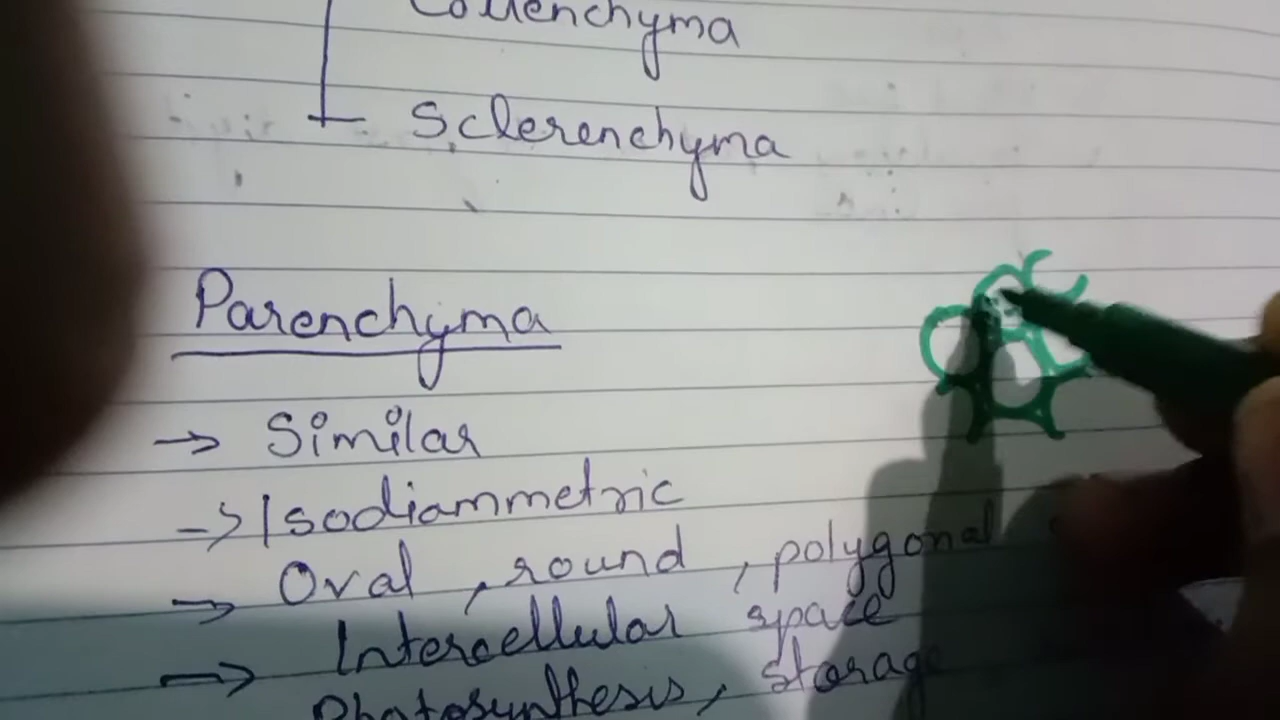 Collenchyma
Sclerenchyma
Parenchyma
→ Similar
→ Isodiammetric
→ Oval, round, polygonal
→ Intercellular space
Photosynthesis, storage